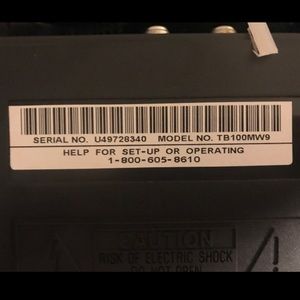 SERIAL NO. U49728340 MODEL NO. TB100MW9
HELP FOR SET-UP OR OPERATING
1-800-605-8610
CAUTION
RISK OF ELECTRIC SHOCK
DO NOT OPEN